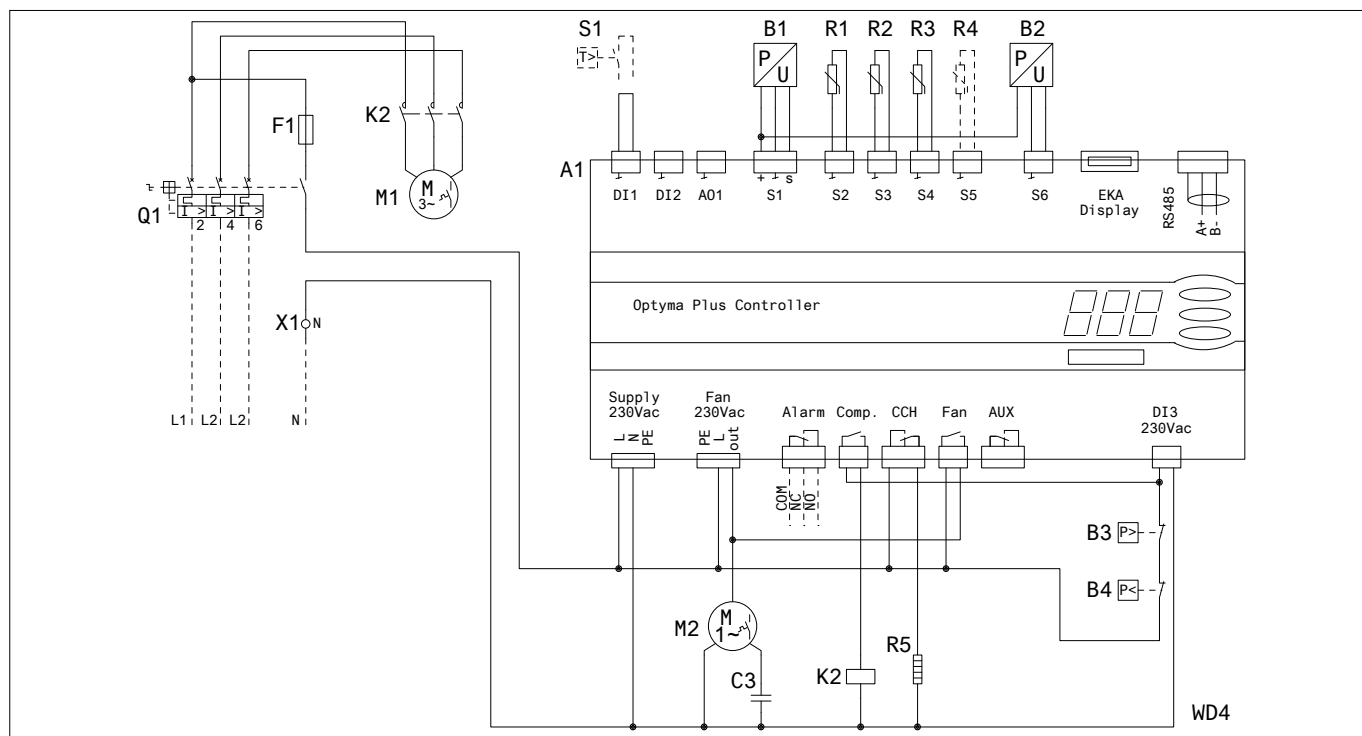 S1 B1 R1 R2 R3 R4 B2
T> P U P U
F1 K2
A1
DI1 DI2 AO1 + s S1 S2 S3 S4 S5 S6 EKA Display RS485 A+ B-
M1 M 3~
Q1 I > I > I > 2 4 6
Optyma Plus Controller
X1 N
L1 L2 L2 N
Supply 230Vac
L N PE
Fan 230Vac
PE L out
Alarm Comp. CCH Fan AUX
DI3 230Vac
COM NC NO
B3 P>
B4 P<
M2 M 1~
C3 K2 R5
WD4